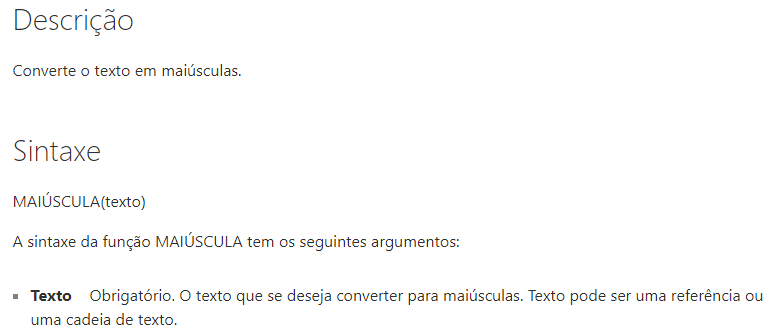 Descrição
Converte o texto em maiúsculas.
Sintaxe
MAIÚSCULA(texto)
A sintaxe da função MAIÚSCULA tem os seguintes argumentos:
Texto Obrigatório. O texto que se deseja converter para maiúsculas. Texto pode ser uma referência ou
uma cadeia de texto.